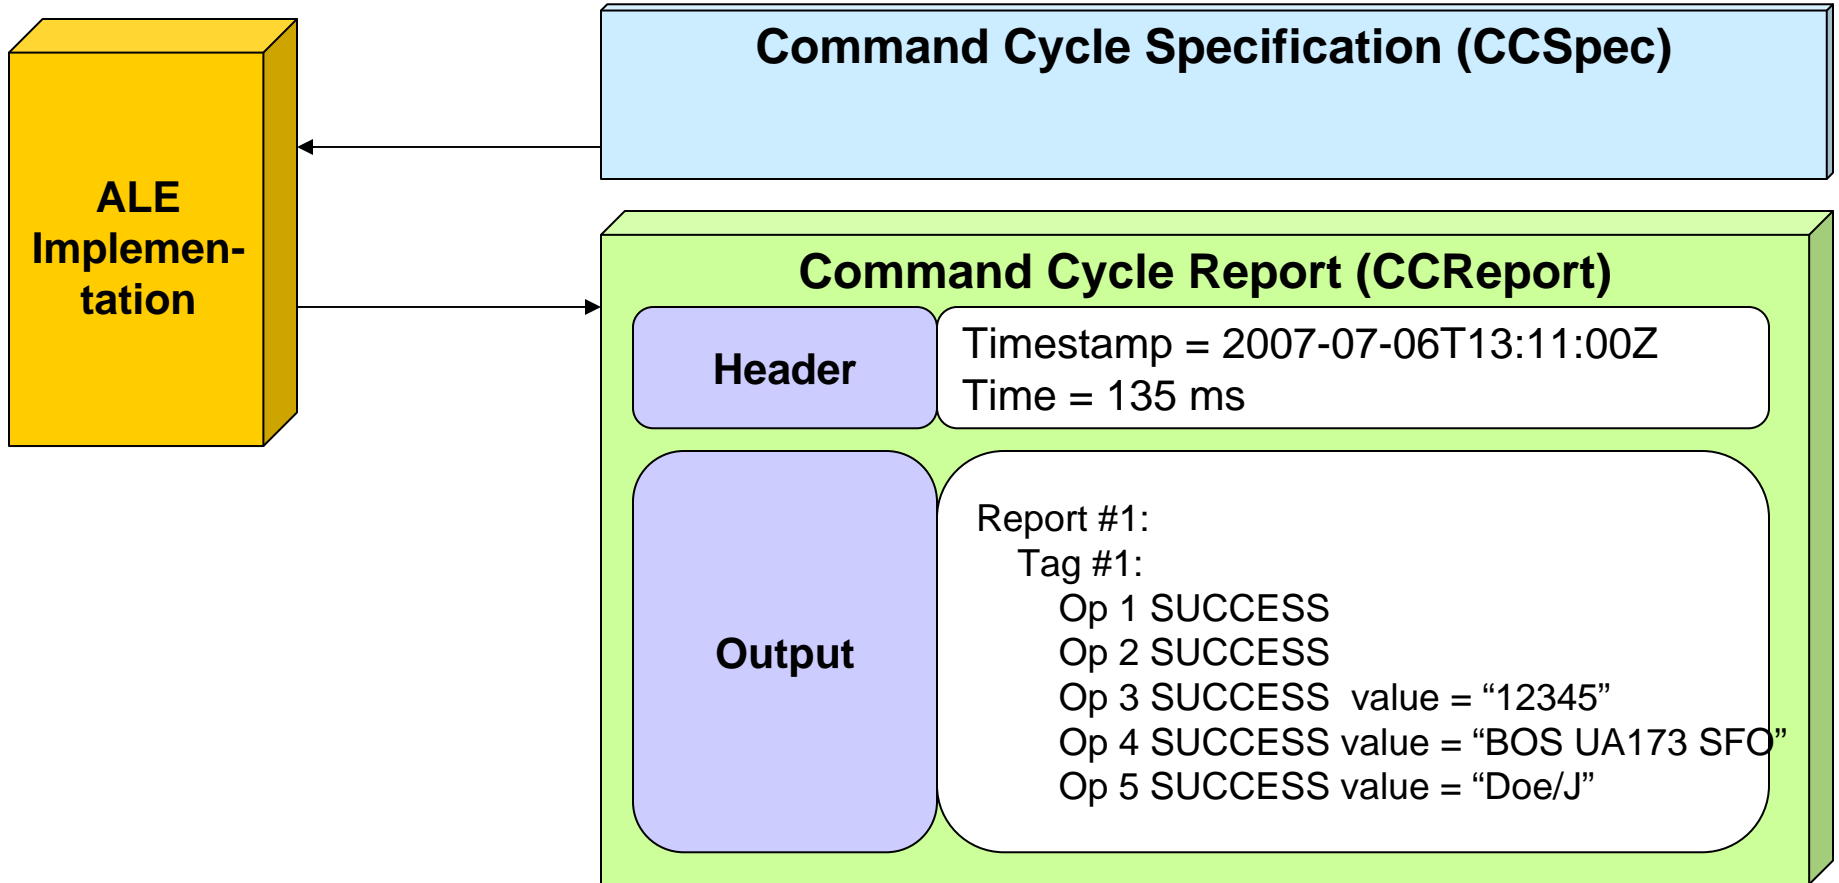 ALE
Implemen-
tation
Command Cycle Specification (CCSpec)
Command Cycle Report (CCReport)
Header
Timestamp = 2007-07-06T13:11:00Z
Time = 135 ms
Output
Report #1:
Tag #1:
Op 1 SUCCESS
Op 2 SUCCESS
Op 3 SUCCESS  value = “12345”
Op 4 SUCCESS value = “BOS UA173 SFO”
Op 5 SUCCESS value = “Doe/J”